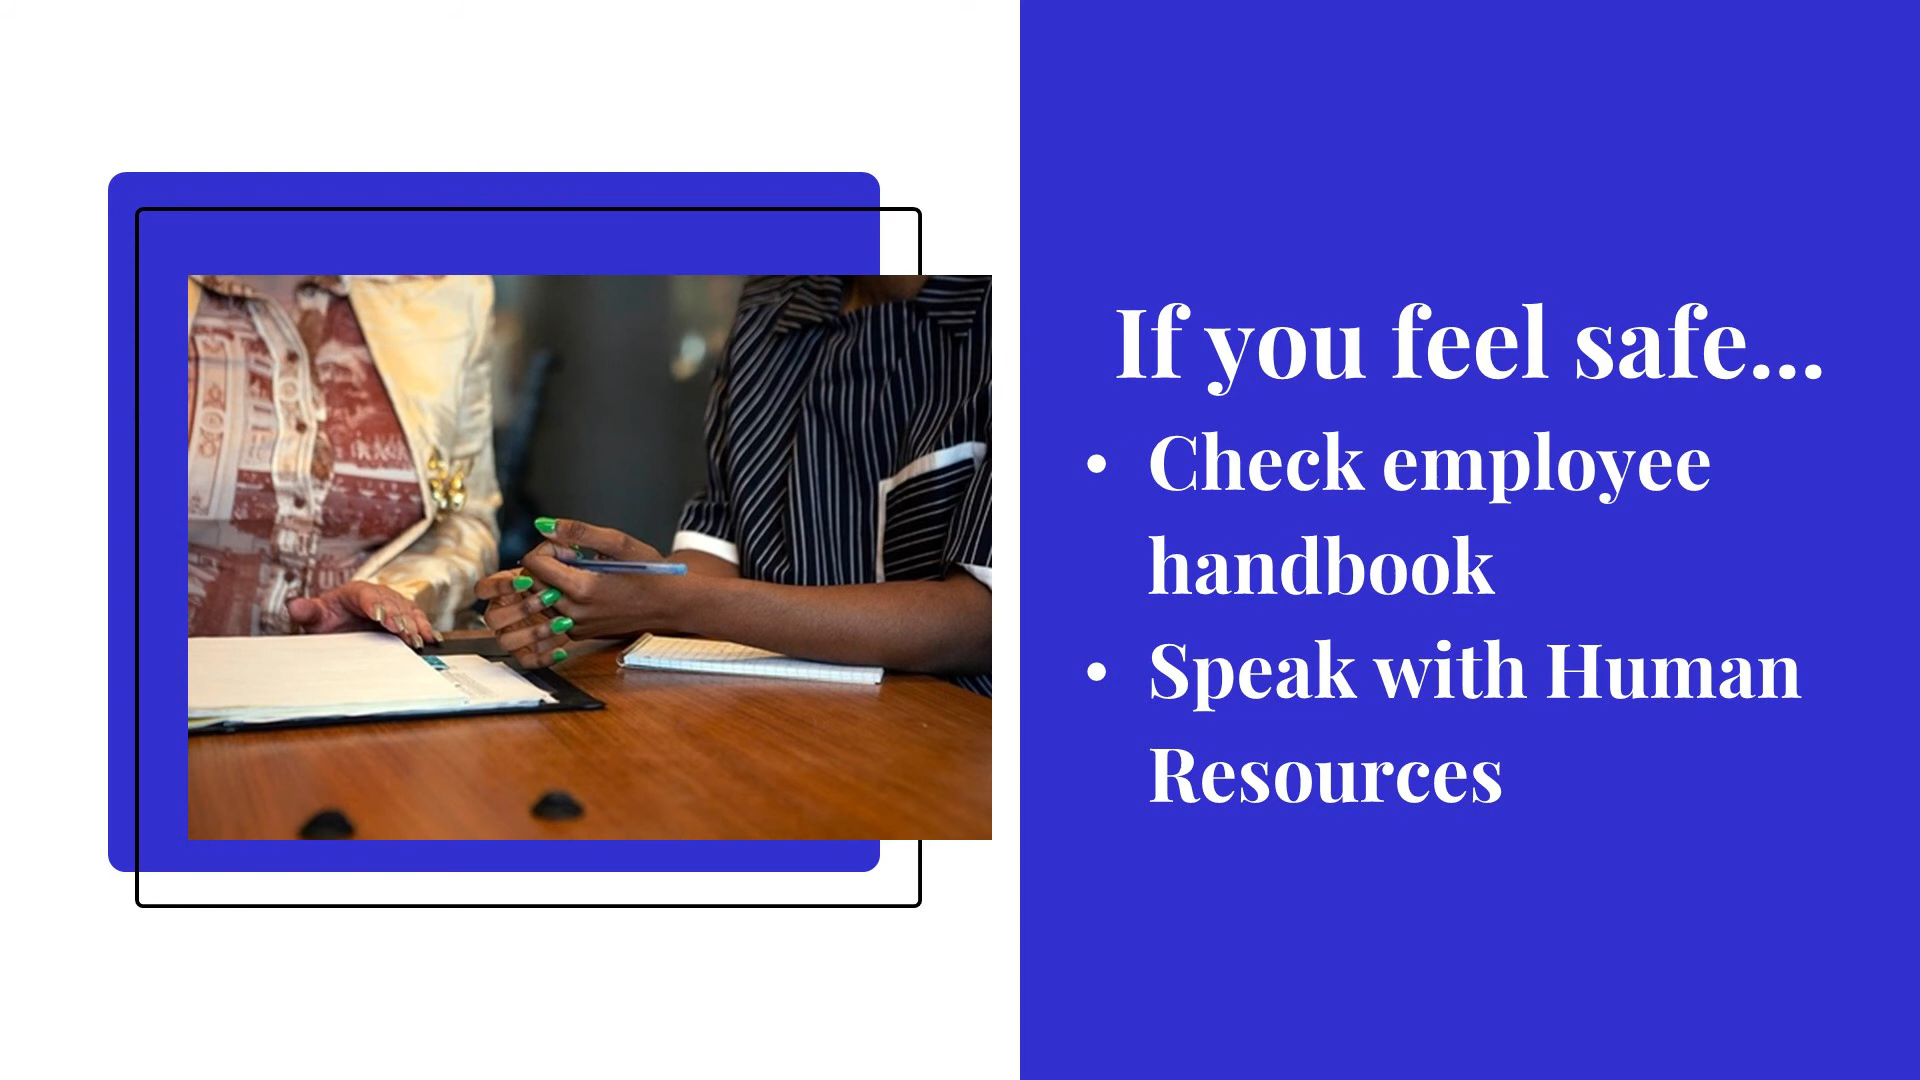 If you feel safe...
• Check employee
handbook
• Speak with Human
Resources